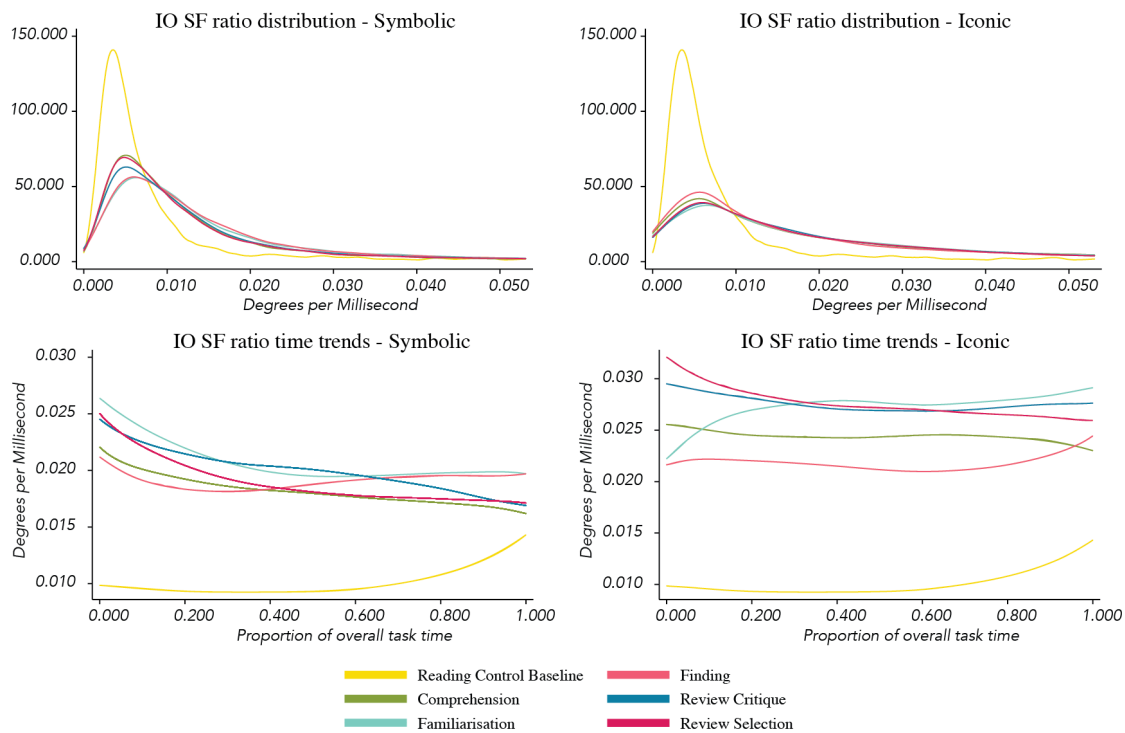 IO SF ratio distribution - Symbolic
150.000
100.000
50.000
0.000
0.000 0.010 0.020 0.030 0.040 0.050
Degrees per Millisecond
IO SF ratio distribution - Iconic
150.000
100.000
50.000
0.000
0.000 0.010 0.020 0.030 0.040 0.050
Degrees per Millisecond
IO SF ratio time trends - Symbolic
Degrees per Millisecond
0.030
0.025
0.020
0.015
0.010
0.000 0.200 0.400 0.600 0.800 1.000
Proportion of overall task time
IO SF ratio time trends - Iconic
Degrees per Millisecond
0.030
0.025
0.020
0.015
0.010
0.000 0.200 0.400 0.600 0.800 1.000
Proportion of overall task time
Reading Control Baseline
Comprehension
Familiarisation
Finding
Review Critique
Review Selection